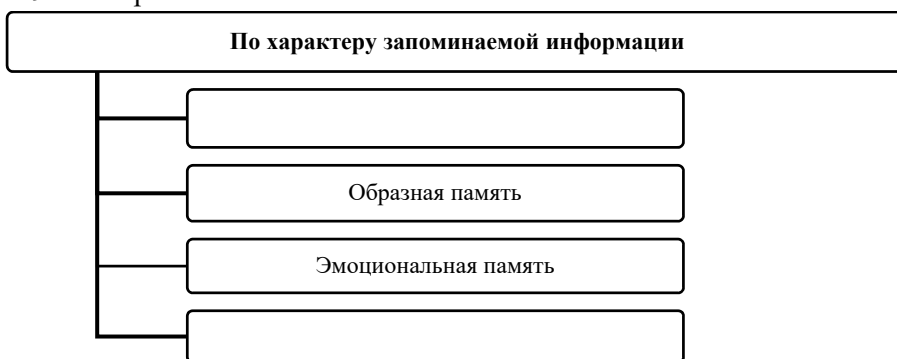 По характеру запоминаемой информации
Образная память
Эмоциональная память